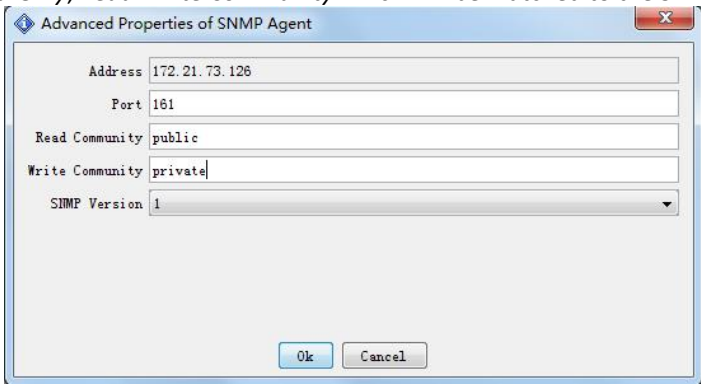 Advanced Properties of SNMP Agent
Address 172.21.73.126
Port 161
Read Community public
Write Community private
SNMP Version 1
Ok Cancel